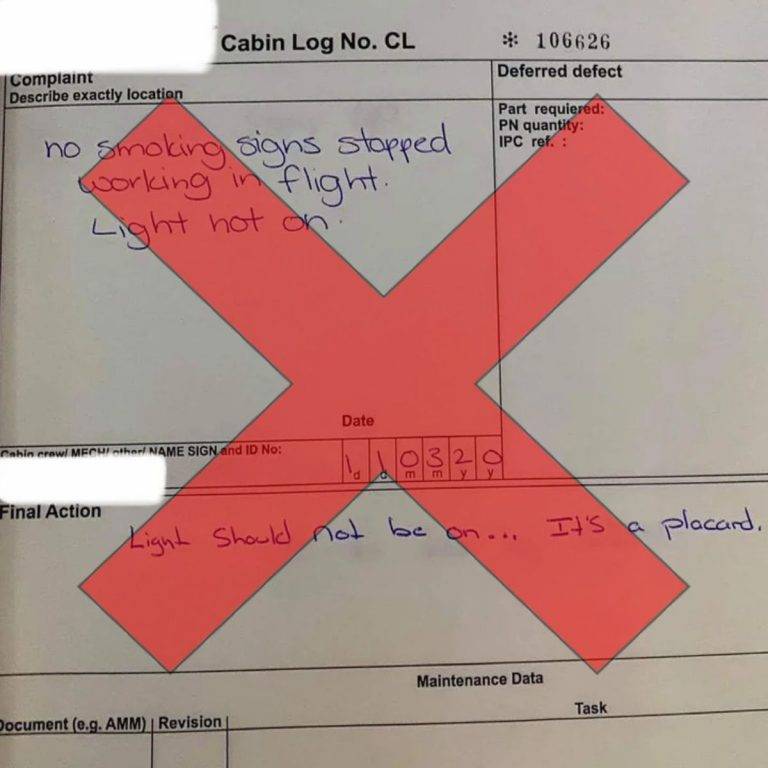 Cabin Log No. CL * 106626
Complaint
Describe exactly location
Deferred defect
Part requiered:
PN quantity:
IPC ref. :
no smoking signs stopped
working in flight.
Light not on.
Date
Cabin crew/ MECH/ other/ NAME SIGN and ID No:
1 1 0 3 2 0
d d m m y y
Final Action
Light should not be on... It's a placard.
Maintenance Data
Document (e.g. AMM) Revision Task